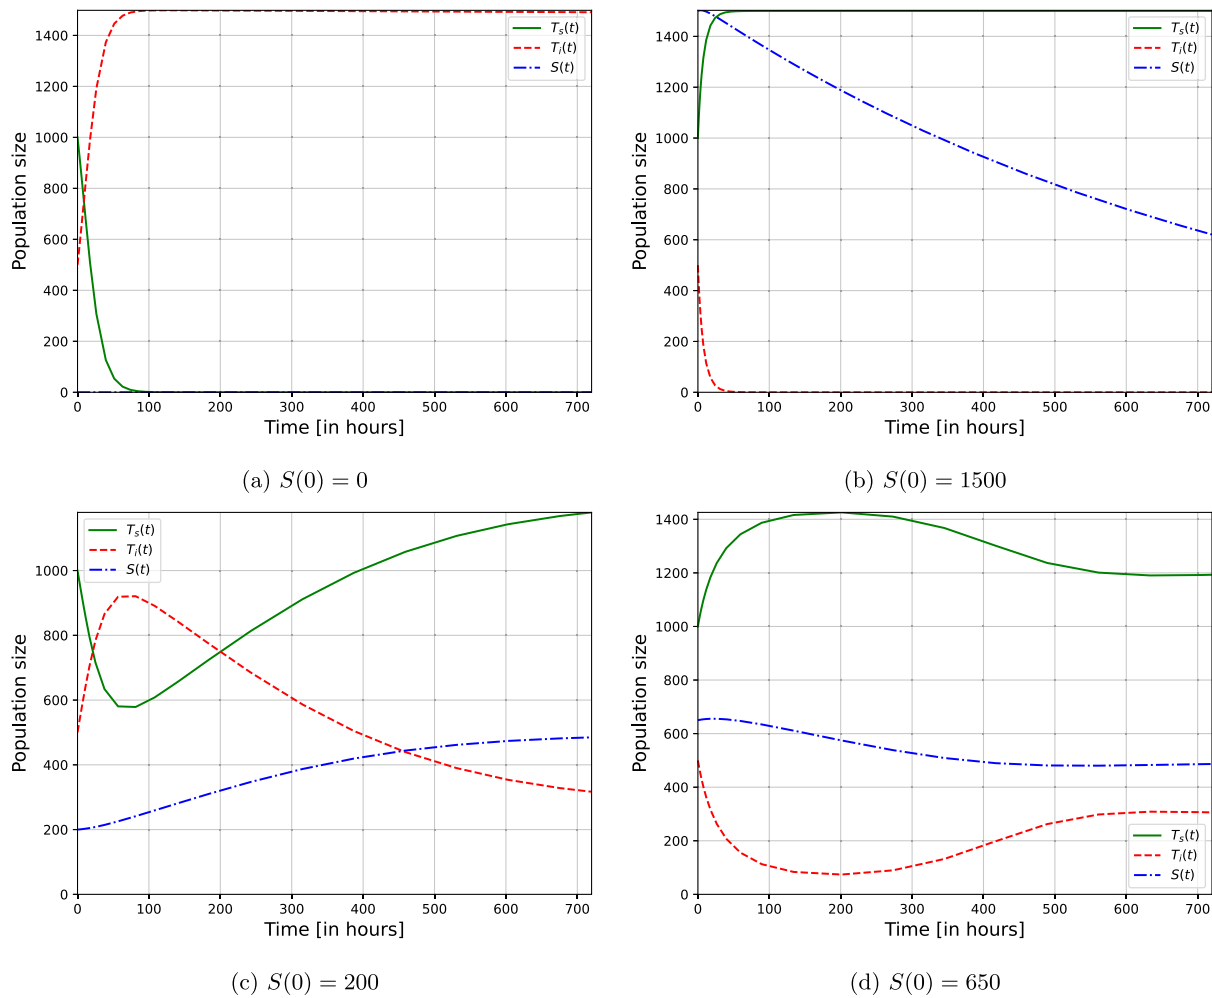 1400
1200
1000
800
600
400
200
0
Population size
T_s(t)
T_i(t)
S(t)
0 100 200 300 400 500 600 700
Time [in hours]
(a) S(0) = 0
1400
1200
1000
800
600
400
200
0
Population size
T_s(t)
T_i(t)
S(t)
0 100 200 300 400 500 600 700
Time [in hours]
(b) S(0) = 1500
1000
800
600
400
200
0
Population size
T_s(t)
T_i(t)
S(t)
0 100 200 300 400 500 600 700
Time [in hours]
(c) S(0) = 200
1400
1200
1000
800
600
400
200
0
Population size
T_s(t)
T_i(t)
S(t)
0 100 200 300 400 500 600 700
Time [in hours]
(d) S(0) = 650